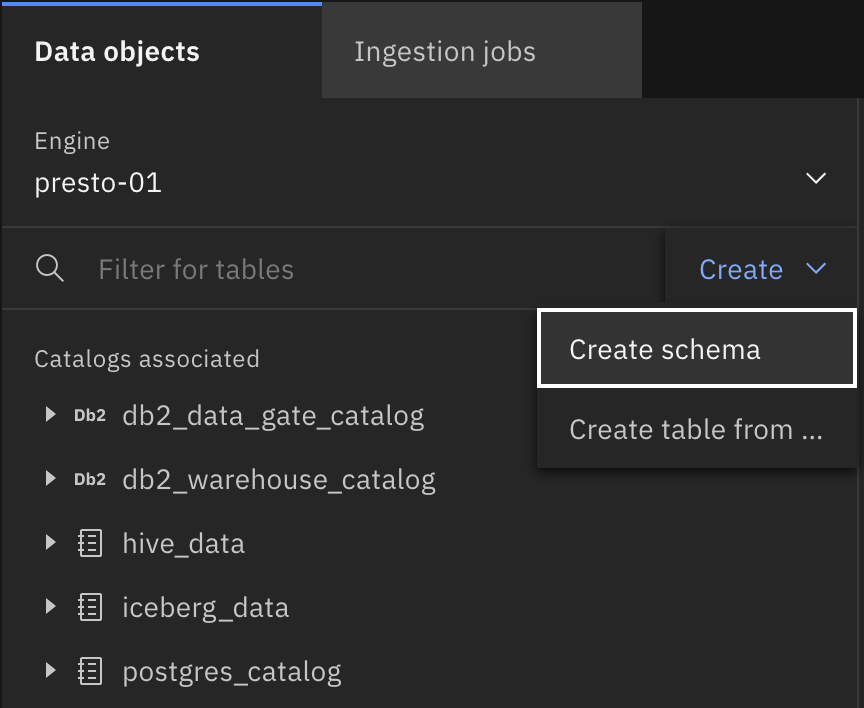 Data objects
Ingestion jobs
Engine
presto-01
Filter for tables
Create
Create schema
Create table from ...
Catalogs associated
Db2 db2_data_gate_catalog
Db2 db2_warehouse_catalog
hive_data
iceberg_data
postgres_catalog